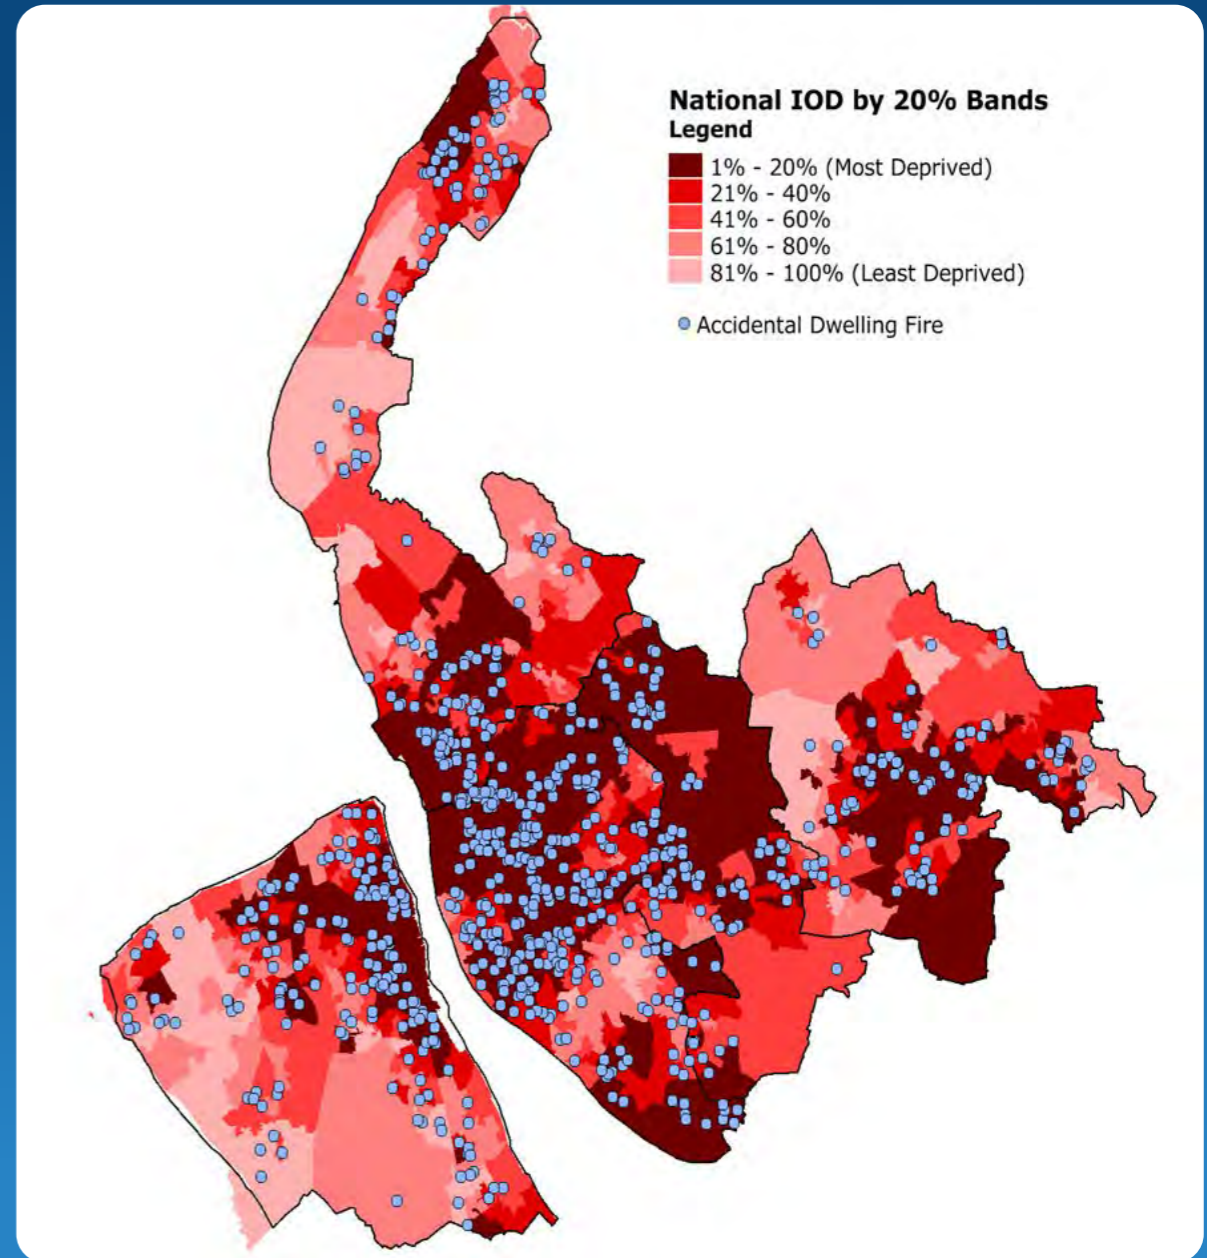 National IOD by 20% Bands
Legend
1% - 20% (Most Deprived)
21% - 40%
41% - 60%
61% - 80%
81% - 100% (Least Deprived)
Accidental Dwelling Fire